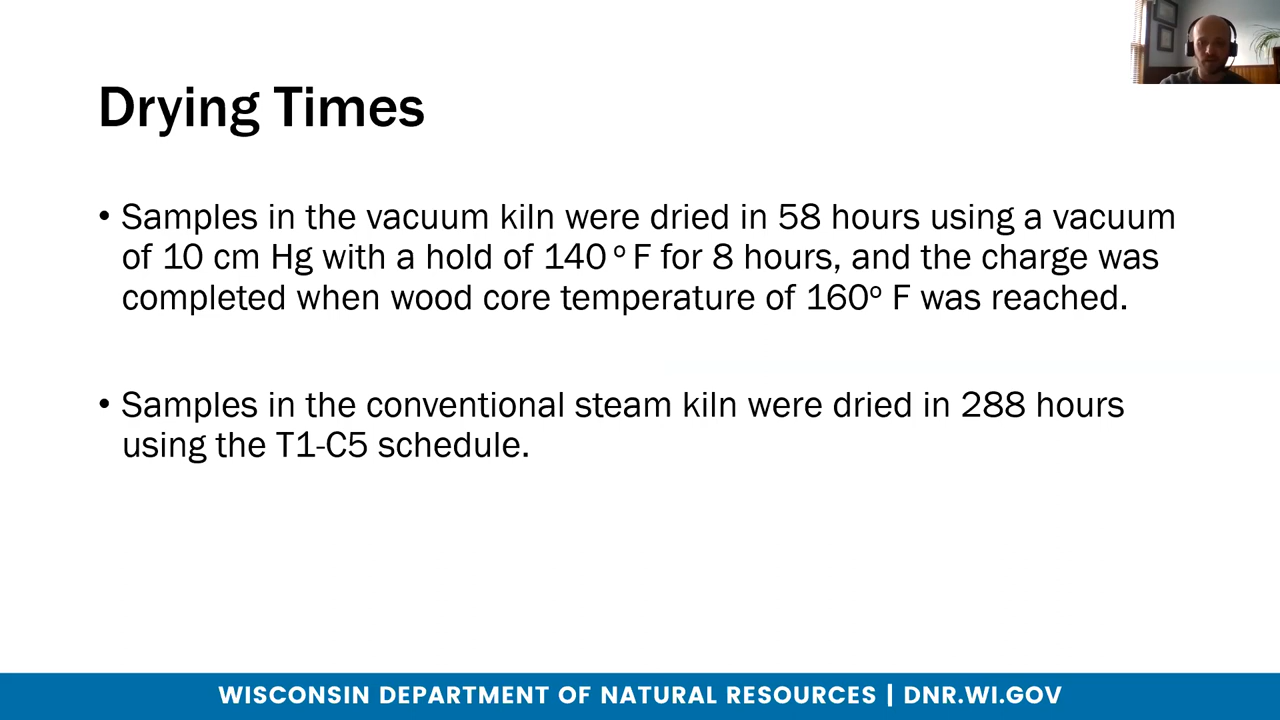 Drying Times
• Samples in the vacuum kiln were dried in 58 hours using a vacuum
of 10 cm Hg with a hold of 140 º F for 8 hours, and the charge was
completed when wood core temperature of 160º F was reached.
• Samples in the conventional steam kiln were dried in 288 hours
using the T1-C5 schedule.
WISCONSIN DEPARTMENT OF NATURAL RESOURCES | DNR.WI.GOV